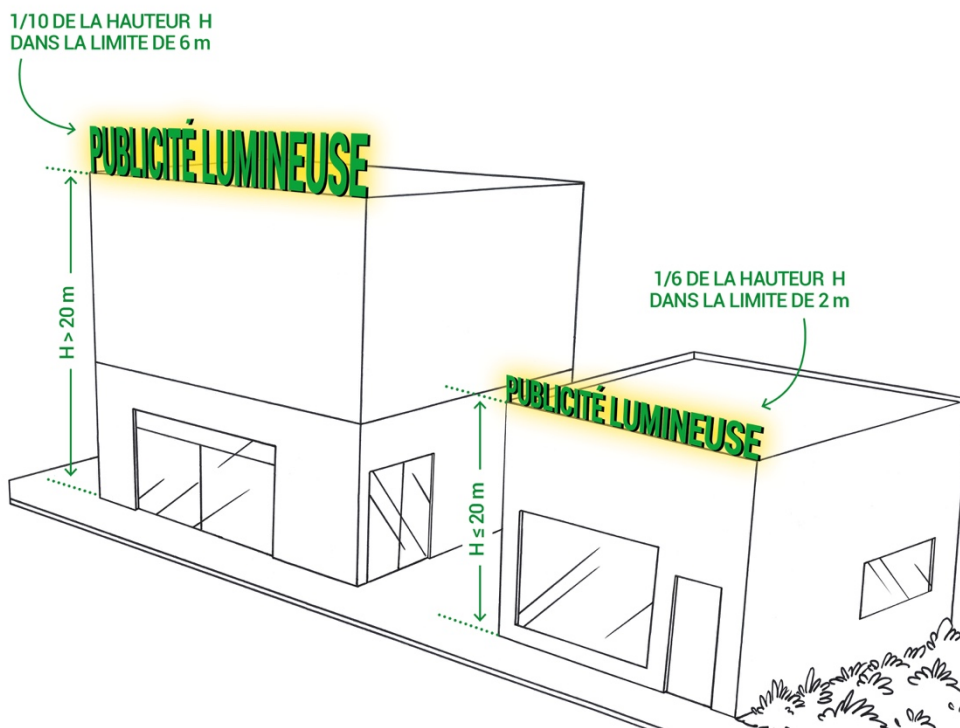 1/10 DE LA HAUTEUR H
DANS LA LIMITE DE 6 m
PUBLICITÉ LUMINEUSE
H > 20 m
1/6 DE LA HAUTEUR H
DANS LA LIMITE DE 2 m
PUBLICITÉ LUMINEUSE
H ≤ 20 m